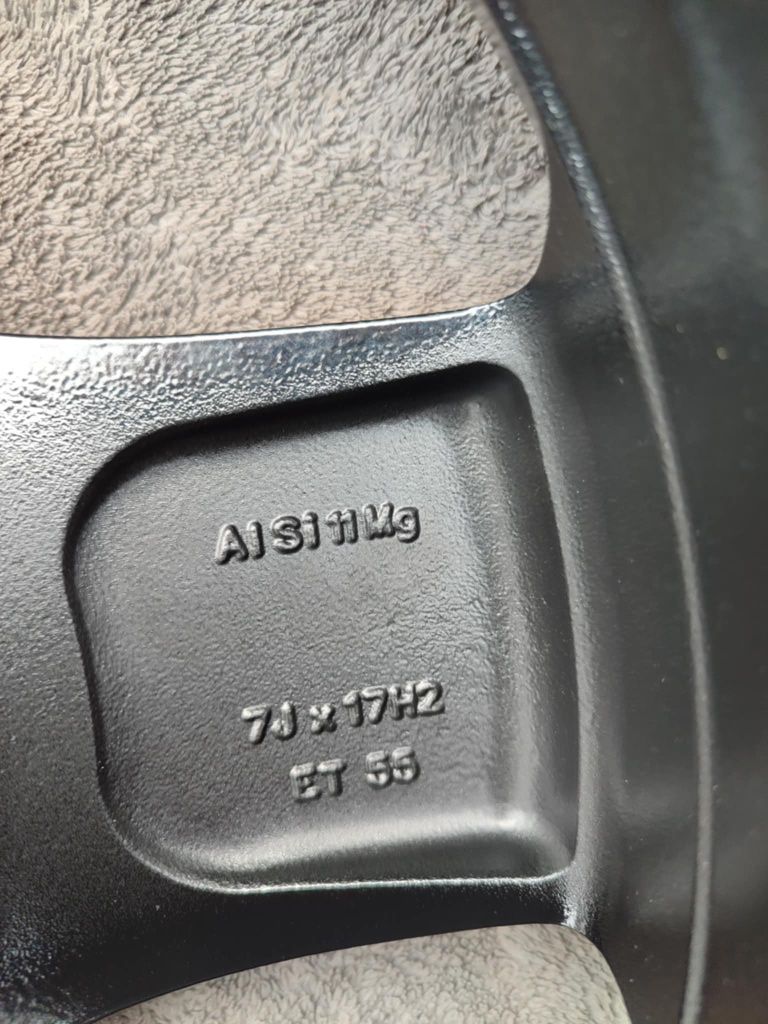 AlSi11Mg
7J x 17H2
ET 55